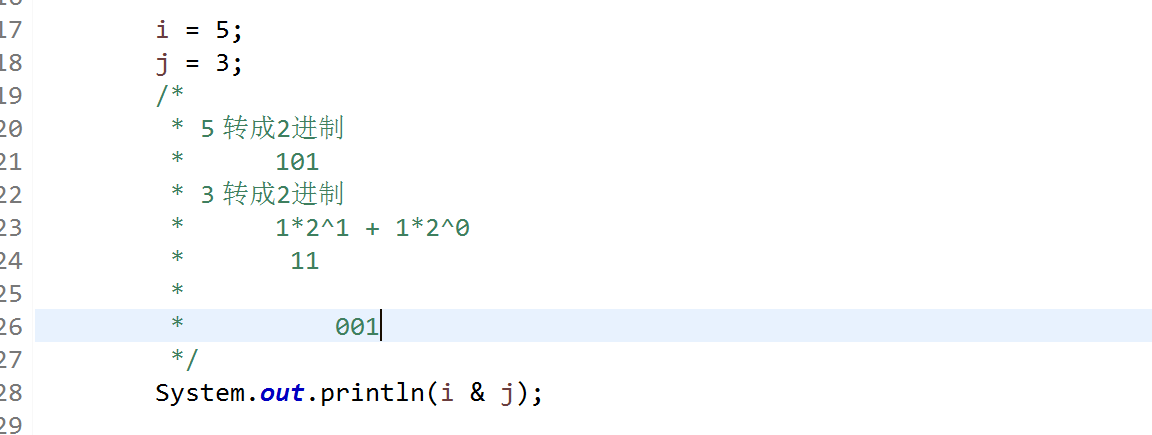 17 i = 5;
18 j = 3;
19 /*
20 * 5 转成2进制
21 * 101
22 * 3 转成2进制
23 * 1*2^1 + 1*2^0
24 * 11
25 *
26 * 001
27 */
28 System.out.println(i & j);
29